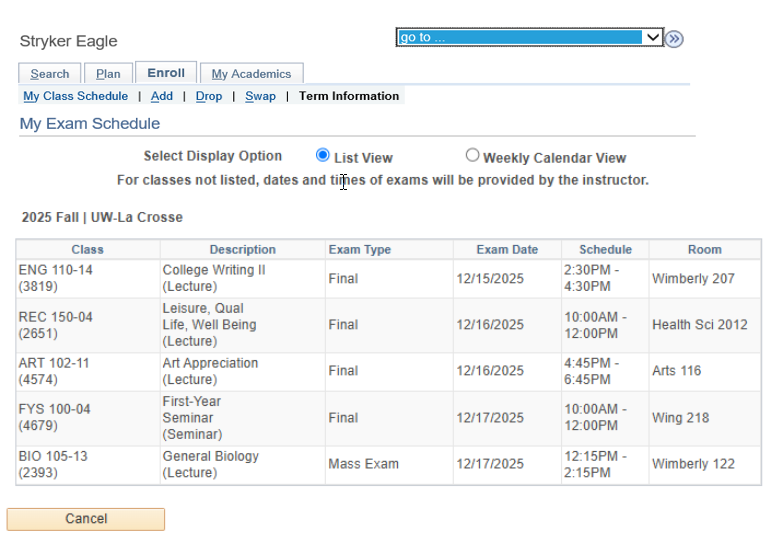 Stryker Eagle
go to ...
Search Plan Enroll My Academics
My Class Schedule | Add | Drop | Swap | Term Information
My Exam Schedule
Select Display Option List View Weekly Calendar View
For classes not listed, dates and times of exams will be provided by the instructor.
2025 Fall | UW-La Crosse
Class Description Exam Type Exam Date Schedule Room
ENG 110-14
(3819)
College Writing II
(Lecture)
Final
12/15/2025
2:30PM -
4:30PM
Wimberly 207
REC 150-04
(2651)
Leisure, Qual
Life, Well Being
(Lecture)
Final
12/16/2025
10:00AM -
12:00PM
Health Sci 2012
ART 102-11
(4574)
Art Appreciation
(Lecture)
Final
12/16/2025
4:45PM -
6:45PM
Arts 116
FYS 100-04
(4679)
First-Year
Seminar
(Seminar)
Final
12/17/2025
10:00AM -
12:00PM
Wing 218
BIO 105-13
(2393)
General Biology
(Lecture)
Mass Exam
12/17/2025
12:15PM -
2:15PM
Wimberly 122
Cancel